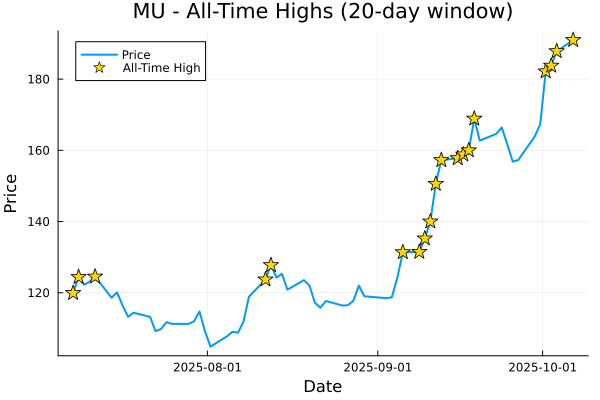 MU - All-Time Highs (20-day window)
Price
All-Time High
Price
180
160
140
120
2025-08-01
2025-09-01
2025-10-01
Date